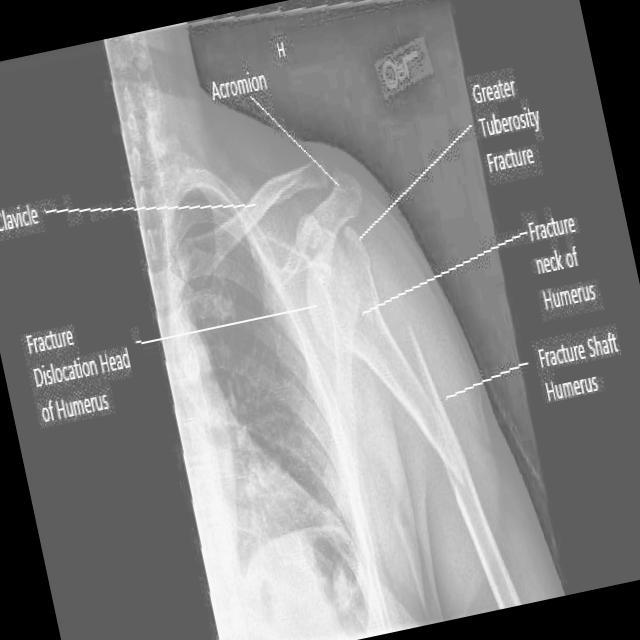 H
Acromion
Greater
Tuberosity
Fracture
Clavicle
Fracture
neck of
Humerus
Fracture
Dislocation Head
of Humerus
Fracture Shaft
Humerus